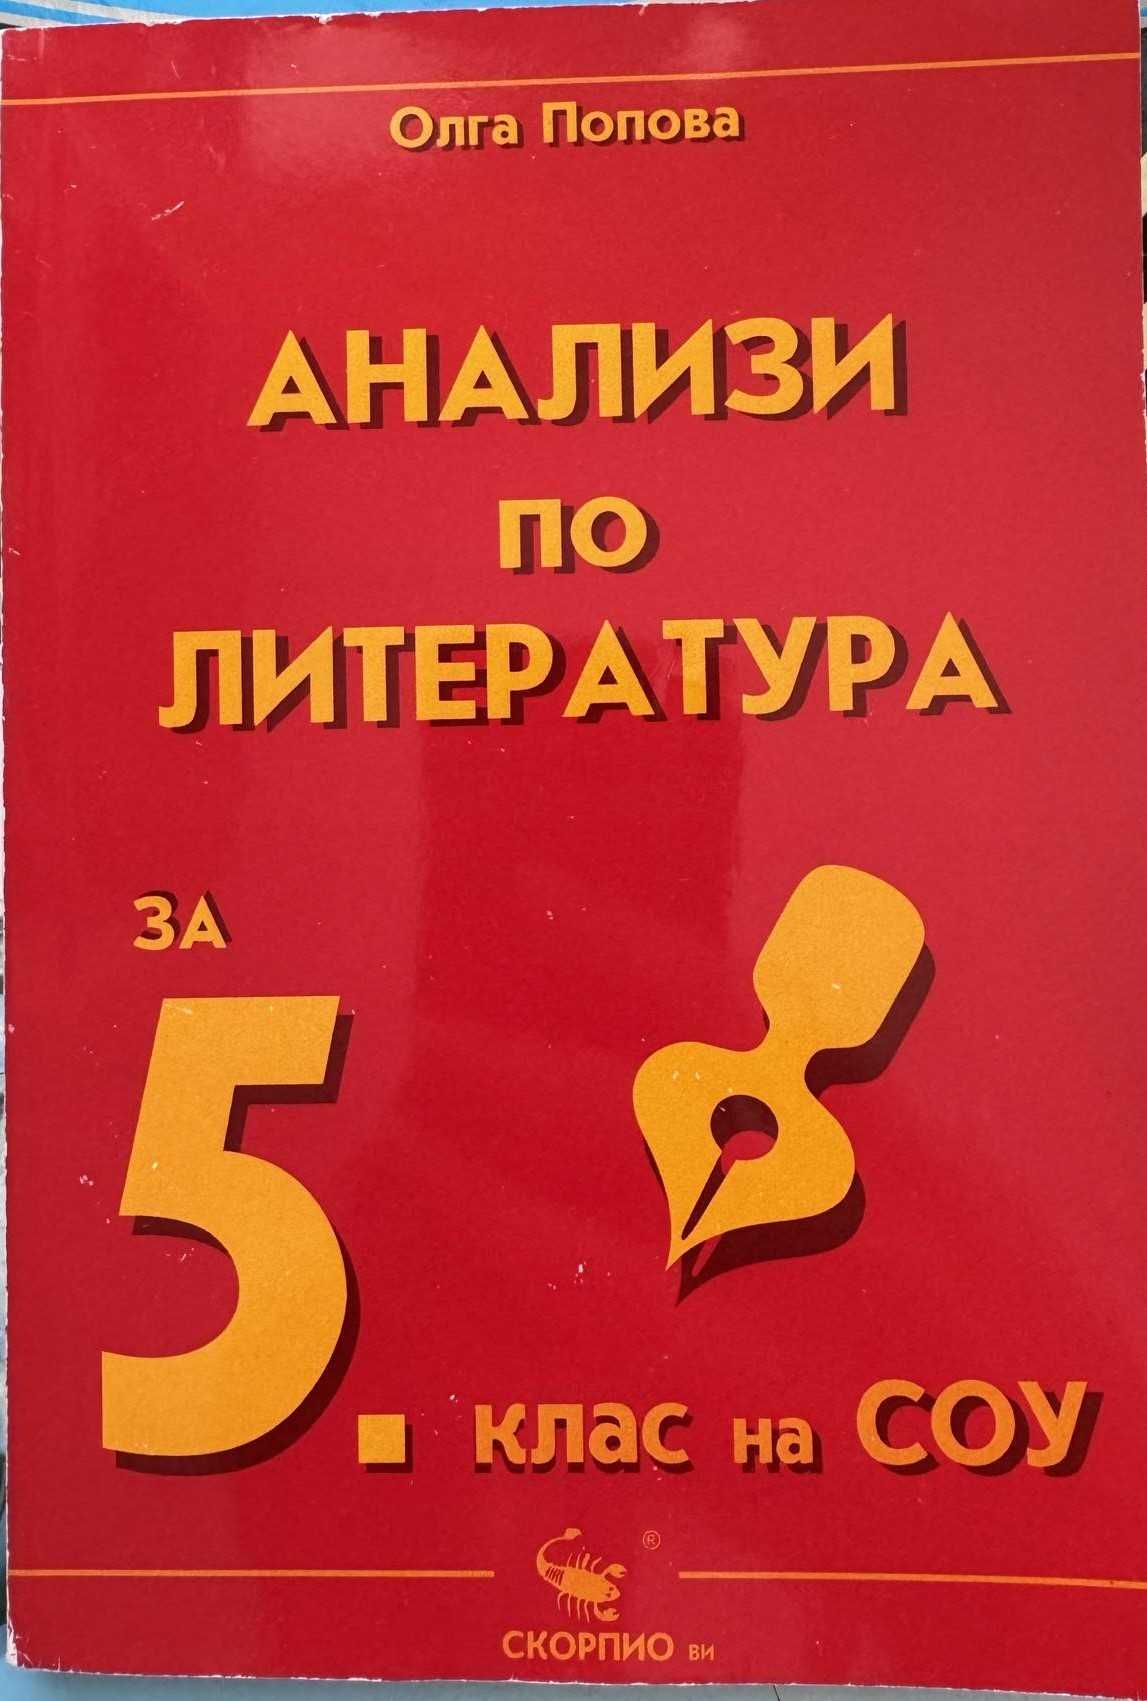 Олга Попова
АНАЛИЗИ
ПО
ЛИТЕРАТУРА
ЗА
5. клас на СОУ
®
СКОРПИО ВИ